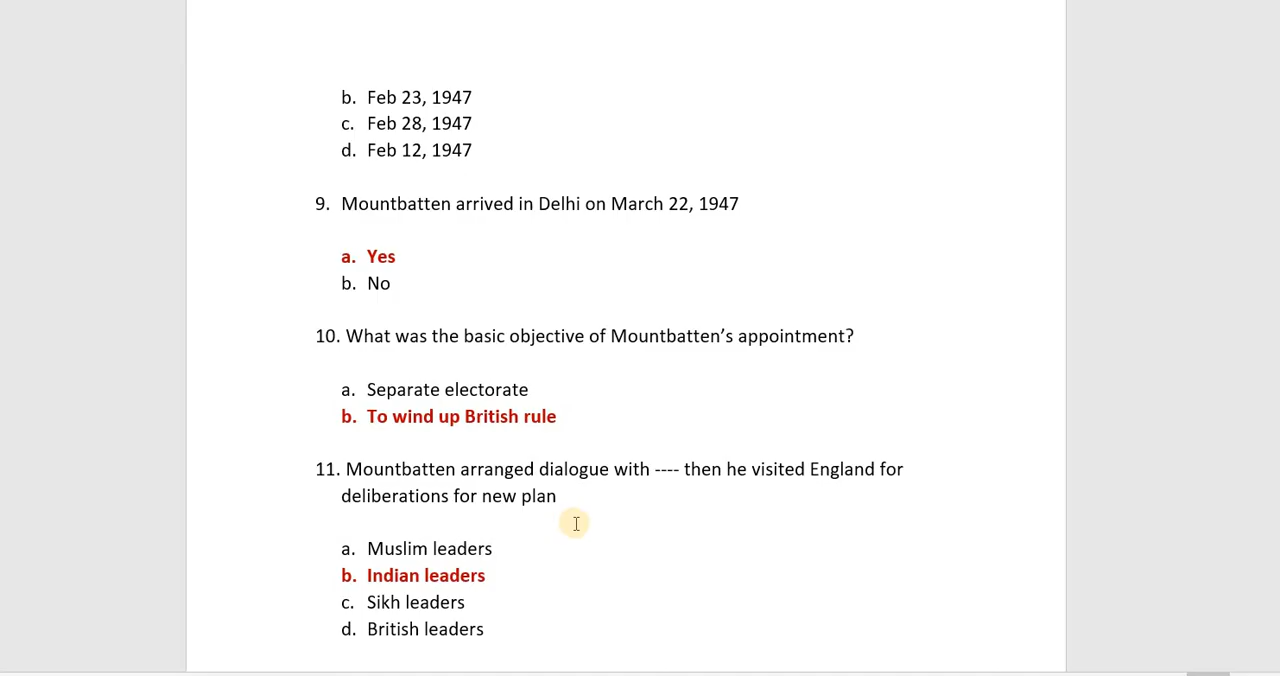 b. Feb 23, 1947
c. Feb 28, 1947
d. Feb 12, 1947
9. Mountbatten arrived in Delhi on March 22, 1947
a. Yes
b. No
10. What was the basic objective of Mountbatten’s appointment?
a. Separate electorate
b. To wind up British rule
11. Mountbatten arranged dialogue with ---- then he visited England for
deliberations for new plan
a. Muslim leaders
b. Indian leaders
c. Sikh leaders
d. British leaders